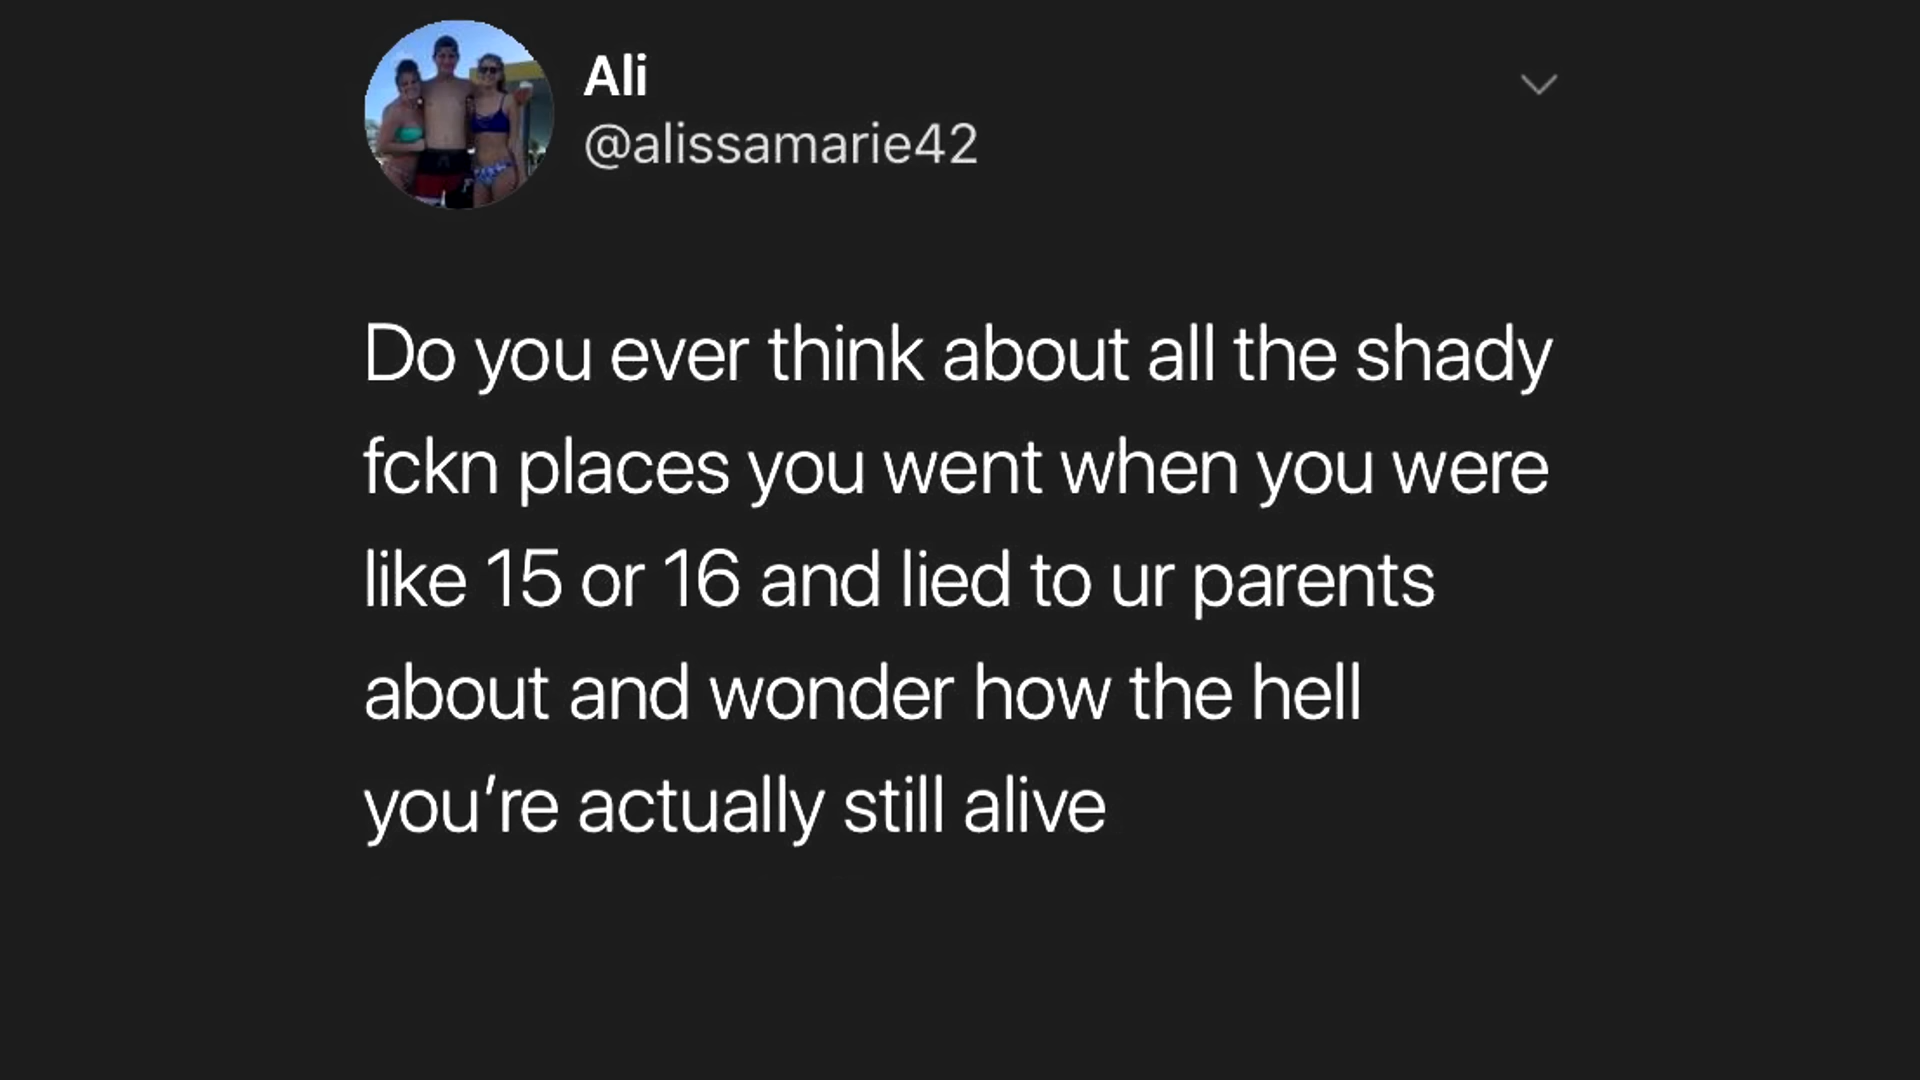 Ali
@alissamarie42
Do you ever think about all the shady
fckn places you went when you were
like 15 or 16 and lied to ur parents
about and wonder how the hell
you’re actually still alive